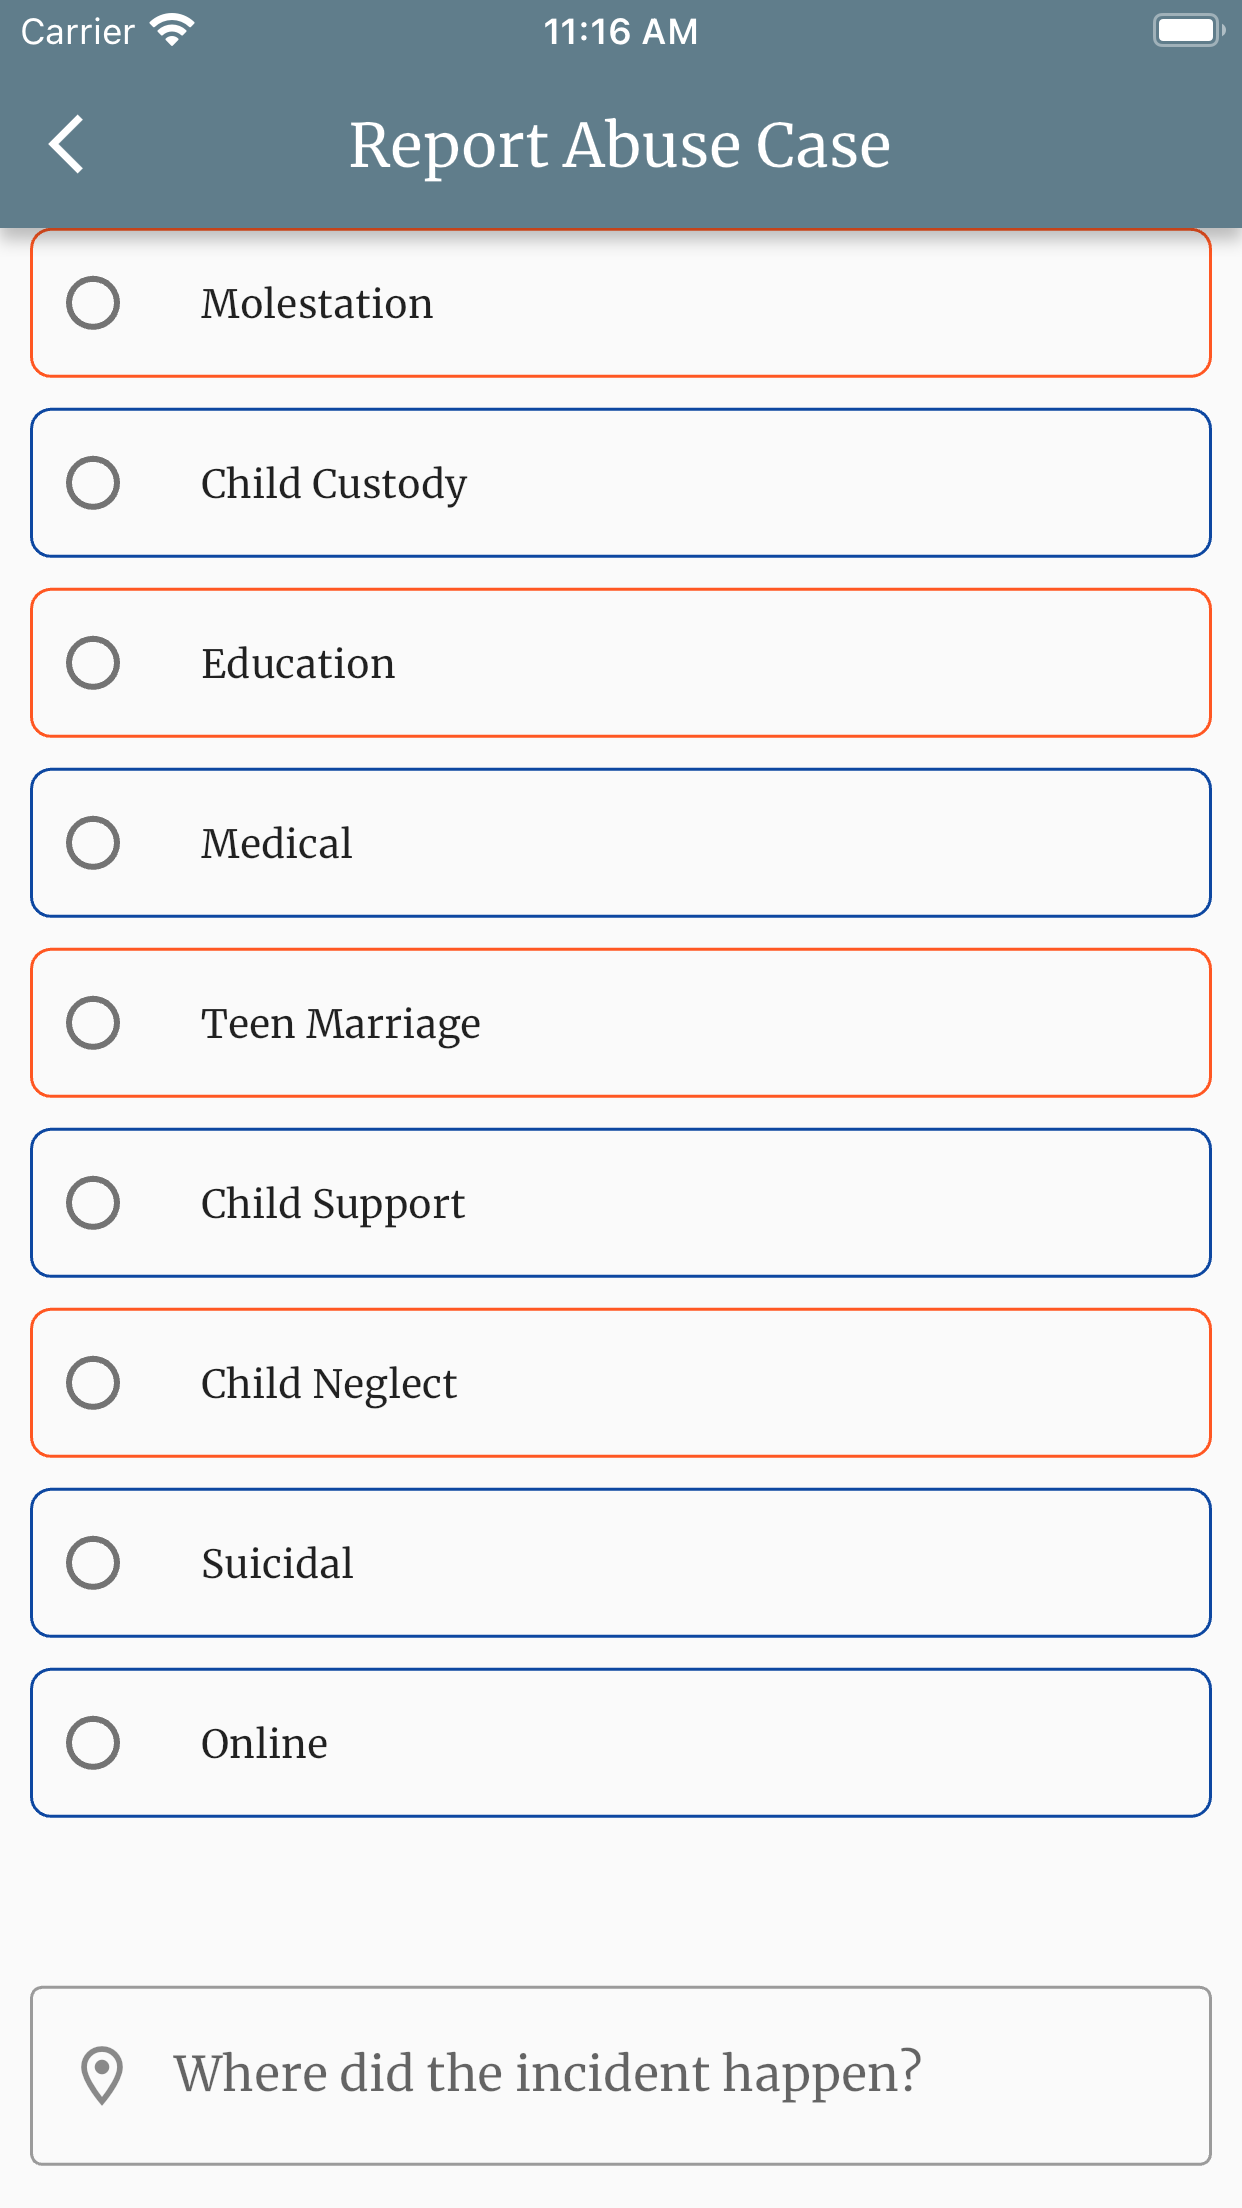 Carrier 11:16 AM
Report Abuse Case
Molestation
Child Custody
Education
Medical
Teen Marriage
Child Support
Child Neglect
Suicidal
Online
Where did the incident happen?